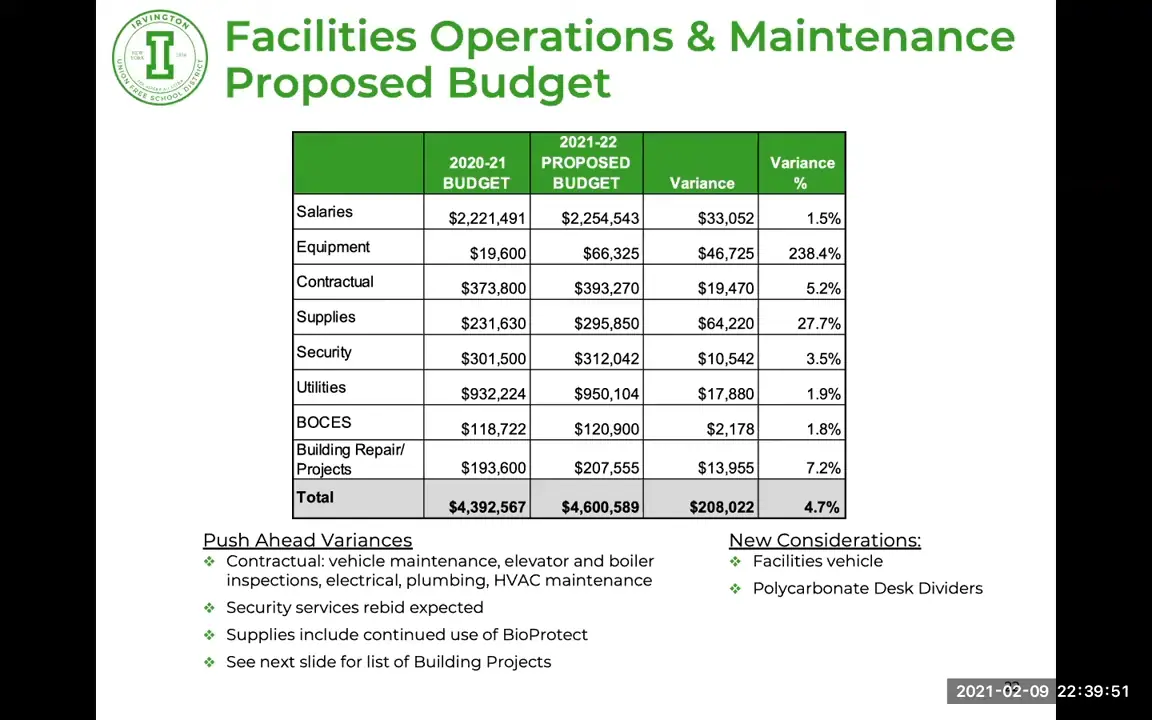 IRVINGTON
UNION FREE SCHOOL DISTRICT
I
Facilities Operations & Maintenance
Proposed Budget
2020-21 BUDGET 2021-22 PROPOSED BUDGET Variance Variance %
Salaries $2,221,491 $2,254,543 $33,052 1.5%
Equipment $19,600 $66,325 $46,725 238.4%
Contractual $373,800 $393,270 $19,470 5.2%
Supplies $231,630 $295,850 $64,220 27.7%
Security $301,500 $312,042 $10,542 3.5%
Utilities $932,224 $950,104 $17,880 1.9%
BOCES $118,722 $120,900 $2,178 1.8%
Building Repair/
Projects $193,600 $207,555 $13,955 7.2%
Total $4,392,567 $4,600,589 $208,022 4.7%
Push Ahead Variances
Contractual: vehicle maintenance, elevator and boiler
inspections, electrical, plumbing, HVAC maintenance
Security services rebid expected
Supplies include continued use of BioProtect
See next slide for list of Building Projects
New Considerations:
Facilities vehicle
Polycarbonate Desk Dividers
2021-02-09 22:39:51